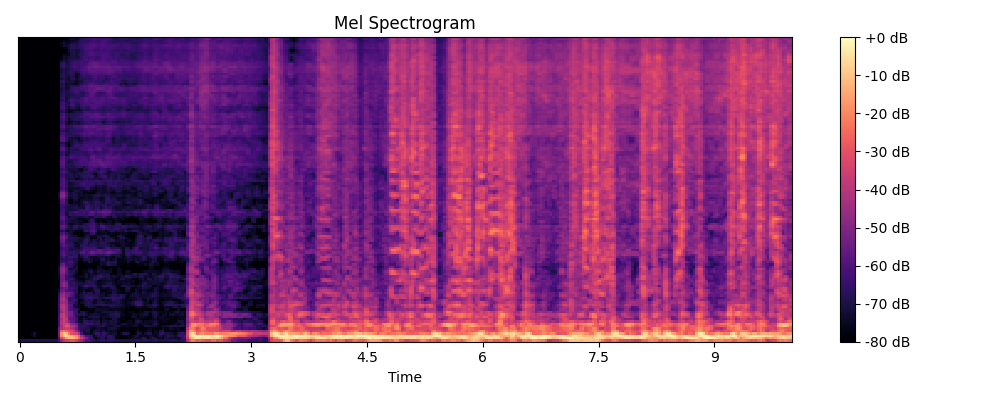 Mel Spectrogram
+0 dB
-10 dB
-20 dB
-30 dB
-40 dB
-50 dB
-60 dB
-70 dB
-80 dB
0 1.5 3 4.5 6 7.5 9
Time